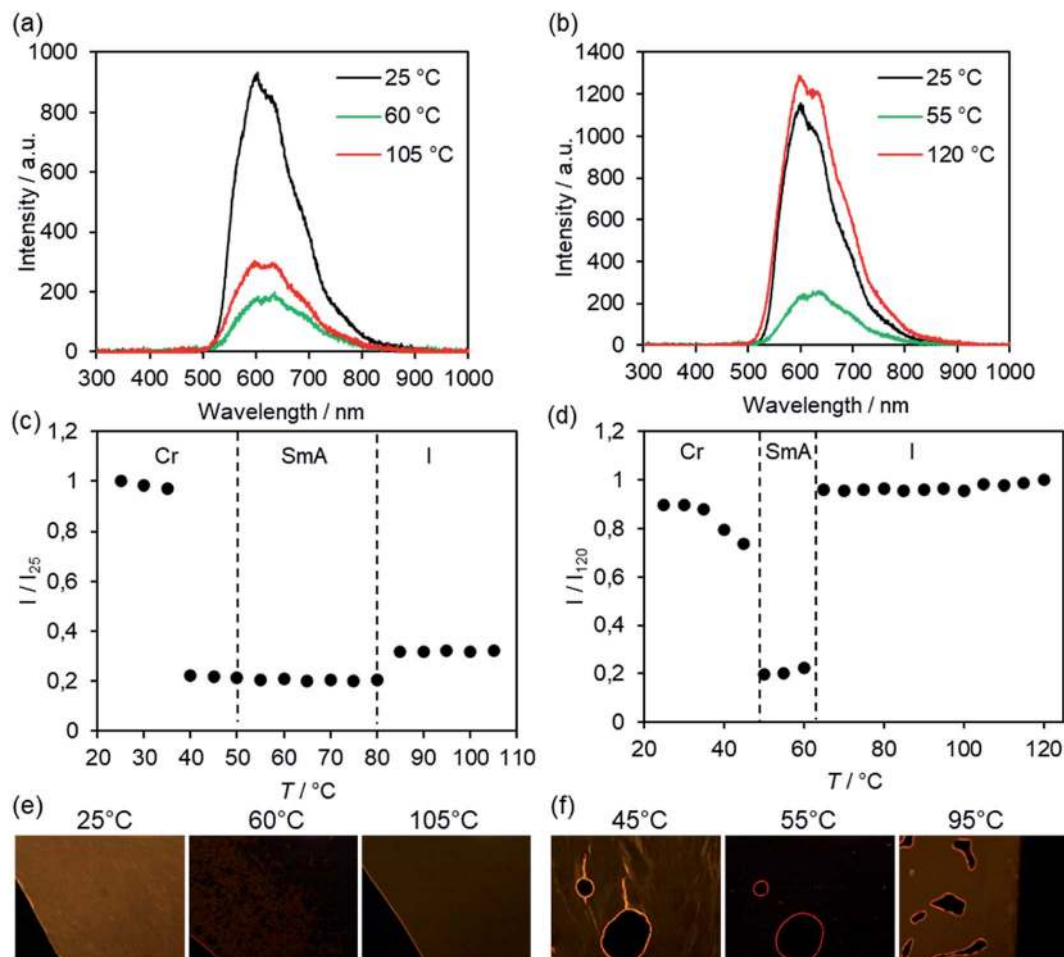 (a)
1000
800
600
400
200
0
Intensity / a.u.
25 °C
60 °C
105 °C
300 400 500 600 700 800 900 1000
Wavelength / nm
(b)
1400
1200
1000
800
600
400
200
0
Intensity / a.u.
25 °C
55 °C
120 °C
300 400 500 600 700 800 900 1000
Wavelength / nm
(c)
1,2
1
0,8
0,6
0,4
0,2
0
I / I25
Cr SmA I
20 30 40 50 60 70 80 90 100 110
T / °C
(d)
1,2
1
0,8
0,6
0,4
0,2
0
I / I120
Cr SmA I
20 40 60 80 100 120
T / °C
(e)
25°C 60°C 105°C
(f)
45°C 55°C 95°C